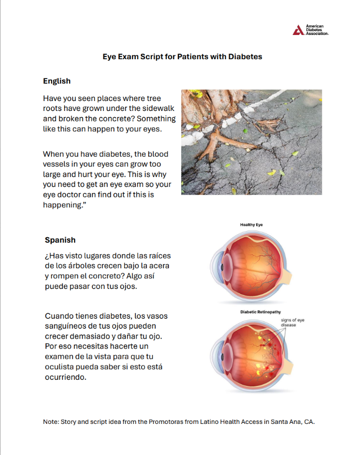 American
Diabetes
Association.
Eye Exam Script for Patients with Diabetes
English
Have you seen places where tree
roots have grown under the sidewalk
and broken the concrete? Something
like this can happen to your eyes.
When you have diabetes, the blood
vessels in your eyes can grow too
large and hurt your eye. This is why
you need to get an eye exam so your
eye doctor can find out if this is
happening.”
Spanish
¿Has visto lugares donde las raíces
de los árboles crecen bajo la acera
y rompen el concreto? Algo así
puede pasar con tus ojos.
Cuando tienes diabetes, los vasos
sanguíneos de tus ojos pueden
crecer demasiado y dañar tu ojo.
Por eso necesitas hacerte un
examen de la vista para que tu
oculista pueda saber si esto está
ocurriendo.
Healthy Eye
Diabetic Retinopathy
signs of eye
disease
Note: Story and script idea from the Promotoras from Latino Health Access in Santa Ana, CA.